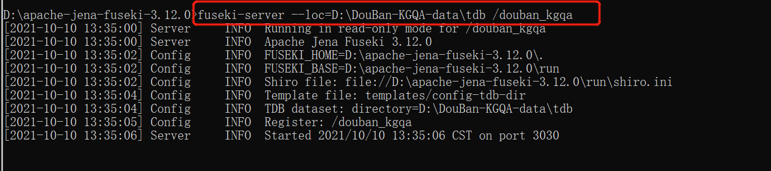 D:\apache-jena-fuseki-3.12.0>fuseki-server --loc=D:\DouBan-KGQA-data\tdb /douban_kgqa
[2021-10-10 13:35:00] Server INFO Running in read-only mode for /douban_kgqa
[2021-10-10 13:35:00] Server INFO Apache Jena Fuseki 3.12.0
[2021-10-10 13:35:02] Config INFO FUSEKI_HOME=D:\apache-jena-fuseki-3.12.0\.
[2021-10-10 13:35:02] Config INFO FUSEKI_BASE=D:\apache-jena-fuseki-3.12.0\run
[2021-10-10 13:35:02] Config INFO Shiro file: file://D:\apache-jena-fuseki-3.12.0\run\shiro.ini
[2021-10-10 13:35:04] Config INFO Template file: templates/config-tdb-dir
[2021-10-10 13:35:04] Config INFO TDB dataset: directory=D:\DouBan-KGQA-data\tdb
[2021-10-10 13:35:05] Config INFO Register: /douban_kgqa
[2021-10-10 13:35:06] Server INFO Started 2021/10/10 13:35:06 CST on port 3030